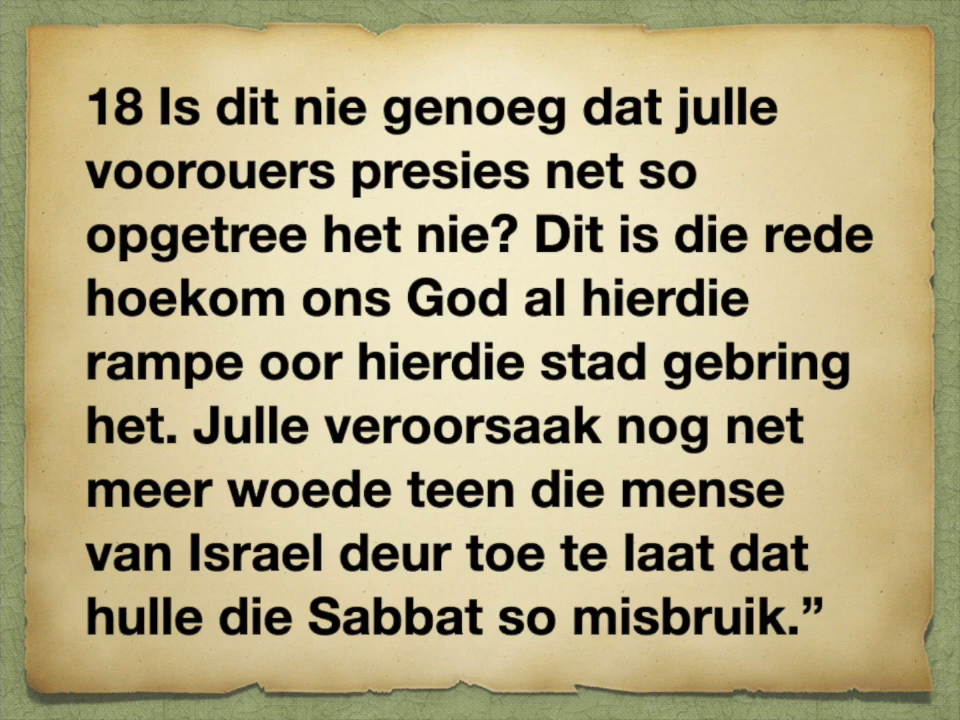 18 Is dit nie genoeg dat julle
voorouers presies net so
opgetree het nie? Dit is die rede
hoekom ons God al hierdie
rampe oor hierdie stad gebring
het. Julle veroorsaak nog net
meer woede teen die mense
van Israel deur toe te laat dat
hulle die Sabbat so misbruik.”